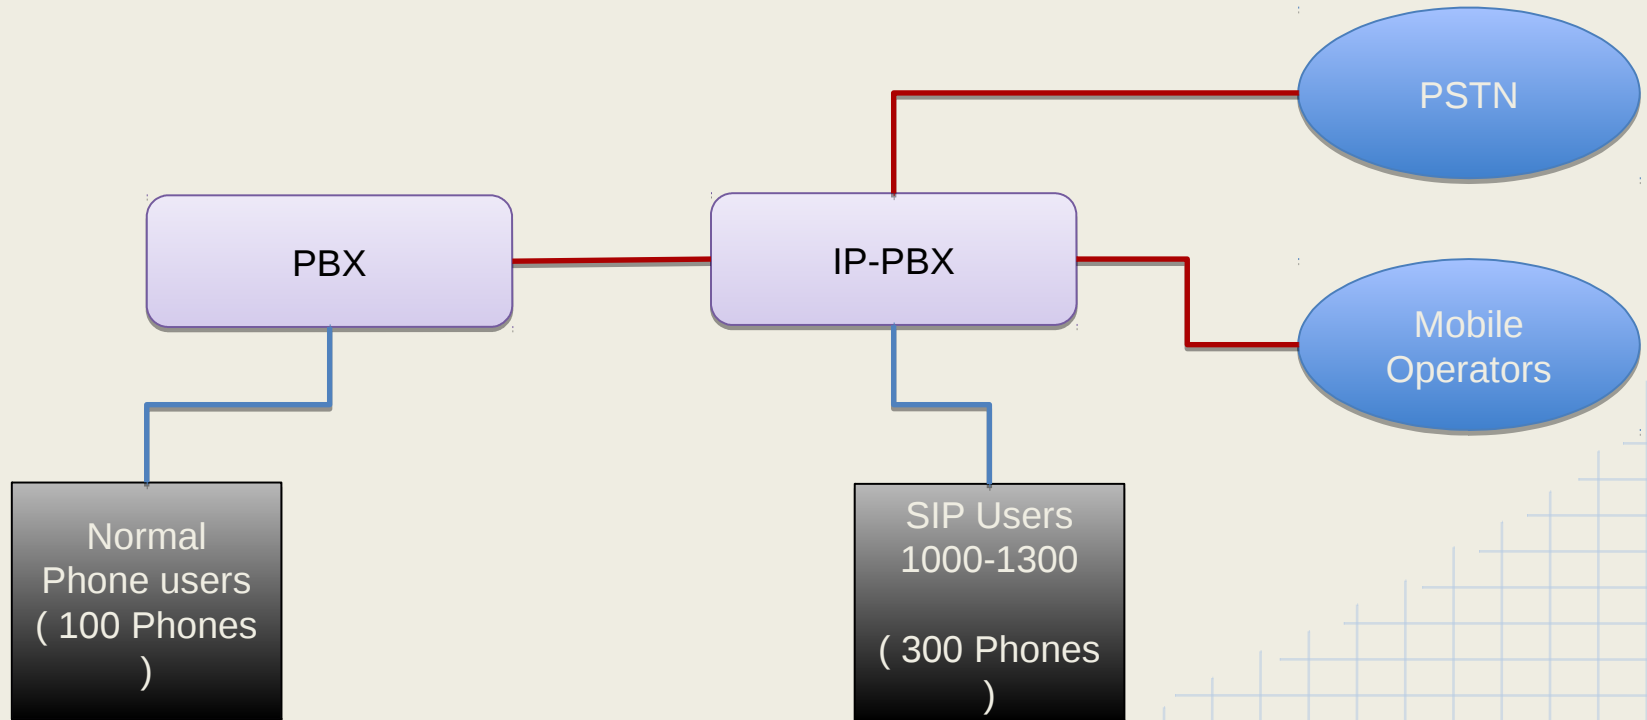 PSTN
PBX
IP-PBX
Mobile
Operators
Normal
Phone users
( 100 Phones
)
SIP Users
1000-1300
( 300 Phones
)